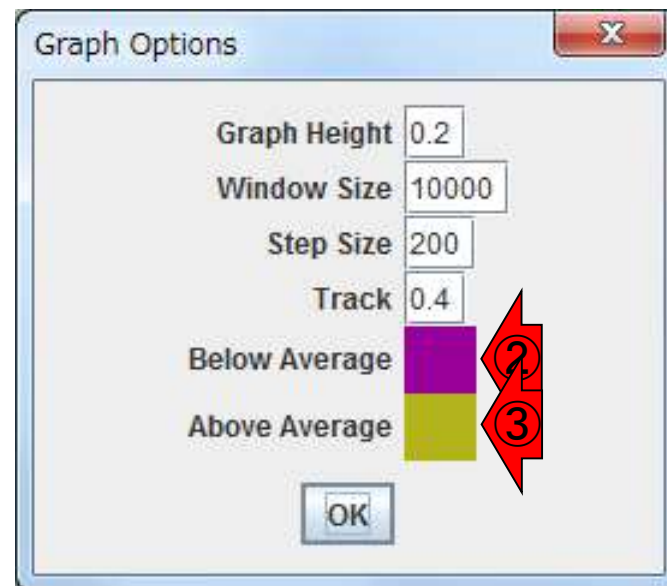 Graph Options
Graph Height 0.2
Window Size 10000
Step Size 200
Track 0.4
Below Average ②
Above Average ③
OK